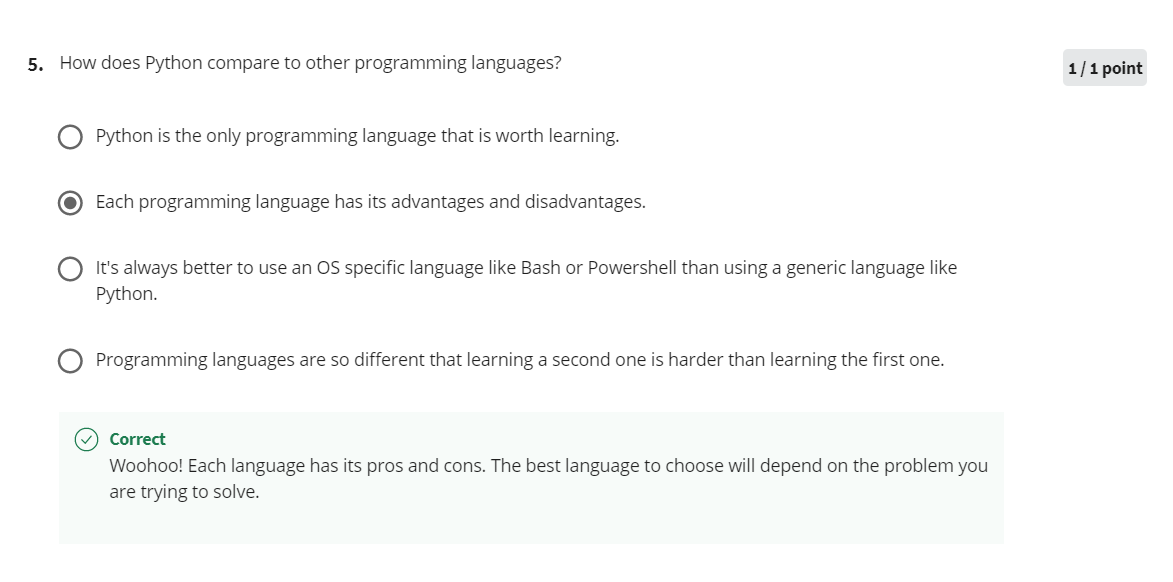 5. How does Python compare to other programming languages?
1 / 1 point
Python is the only programming language that is worth learning.
Each programming language has its advantages and disadvantages.
It's always better to use an OS specific language like Bash or Powershell than using a generic language like
Python.
Programming languages are so different that learning a second one is harder than learning the first one.
Correct
Woohoo! Each language has its pros and cons. The best language to choose will depend on the problem you
are trying to solve.